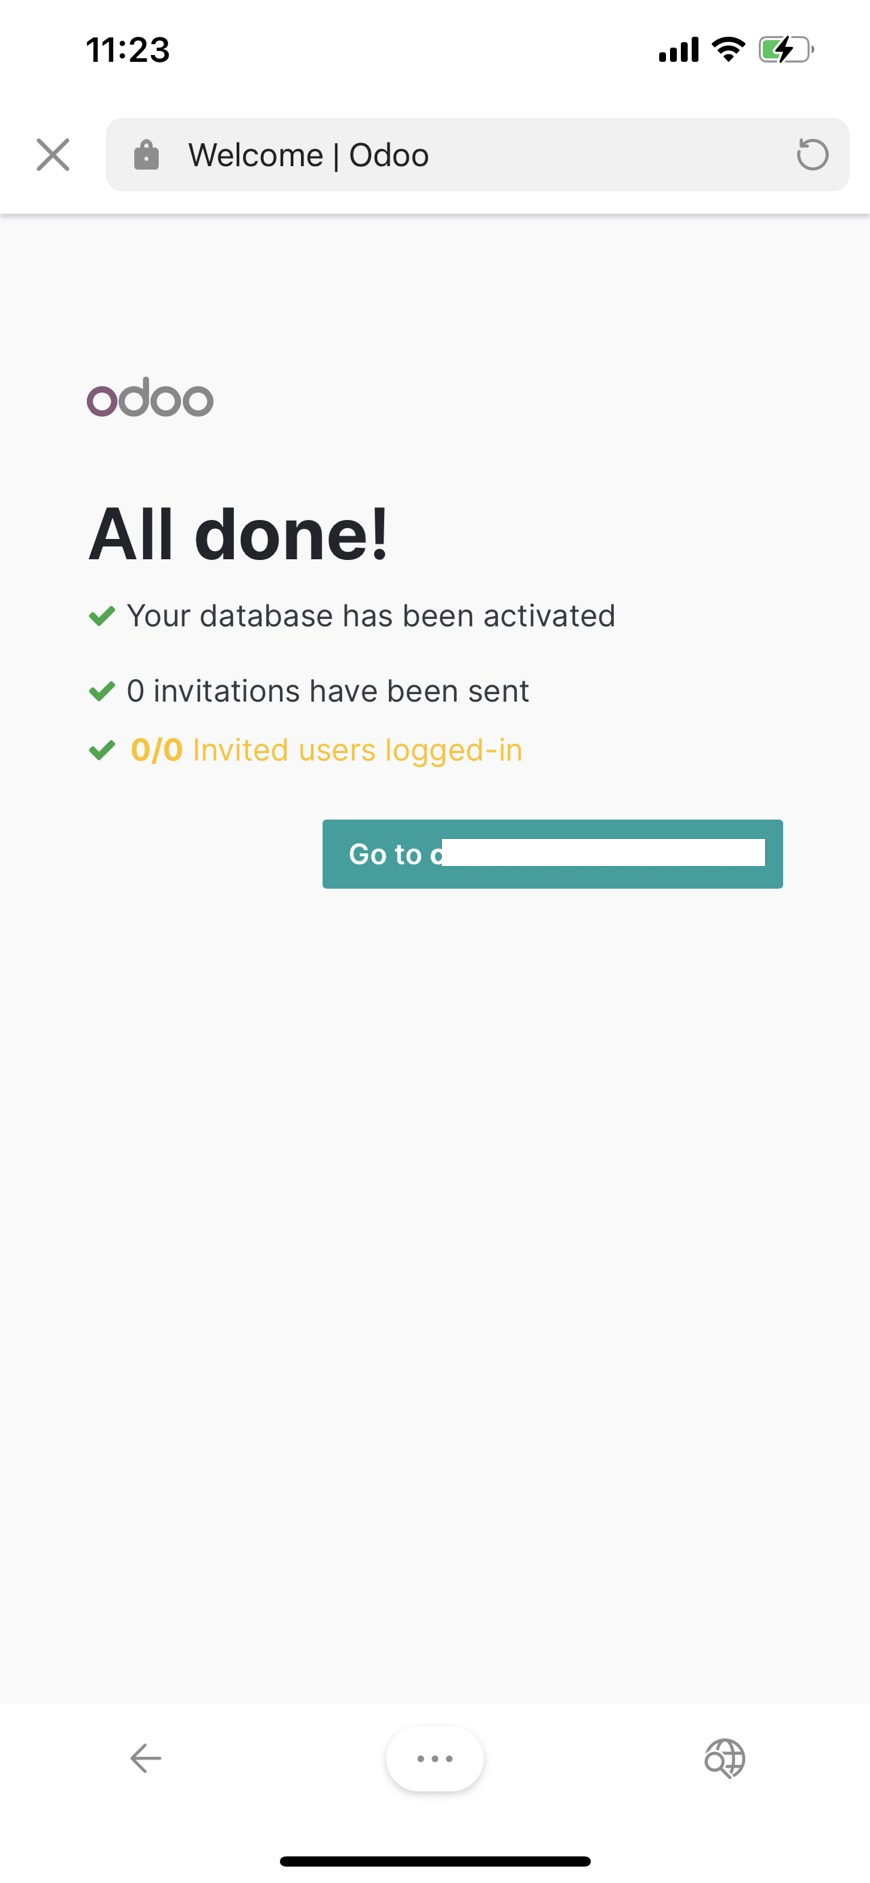 11:23
Welcome | Odoo
odoo
All done!
Your database has been activated
0 invitations have been sent
0/0 Invited users logged-in
Go to